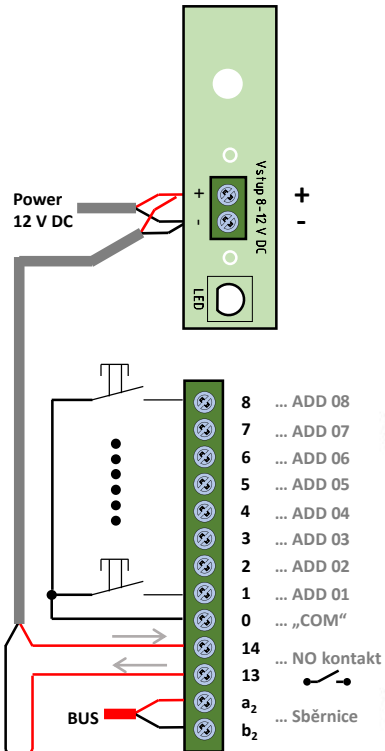 Power
12 V DC
+
-
Vstup 8-12 V DC
+
-
LED
8 ... ADD 08
7 ... ADD 07
6 ... ADD 06
5 ... ADD 05
4 ... ADD 04
3 ... ADD 03
2 ... ADD 02
1 ... ADD 01
0 ... „COM“
14
... NO kontakt
13
BUS
a2
... Sběrnice
b2